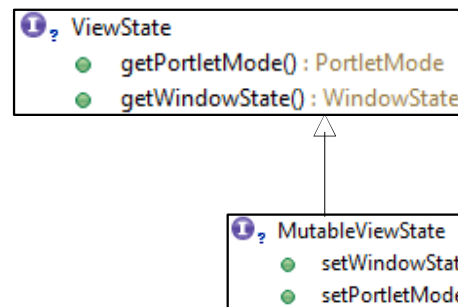 ViewState
getPortletMode() : PortletMode
getWindowState() : WindowState
MutableViewState
setWindowStat
setPortletMode